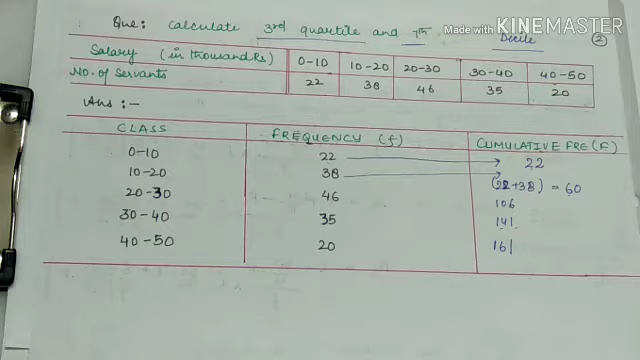 Que: Calculate 3rd quartile and 7th Decile
Made with KINEMASTER
2
Salary (in thousand Rs) 0-10 10-20 20-30 30-40 40-50
No. of Servants 22 38 46 35 20
Ans :-
CLASS FREQUENCY (f) CUMULATIVE FRE (F)
0-10 22 22
10-20 38 (22+38) = 60
20-30 46 106
30-40 35 141
40-50 20 161